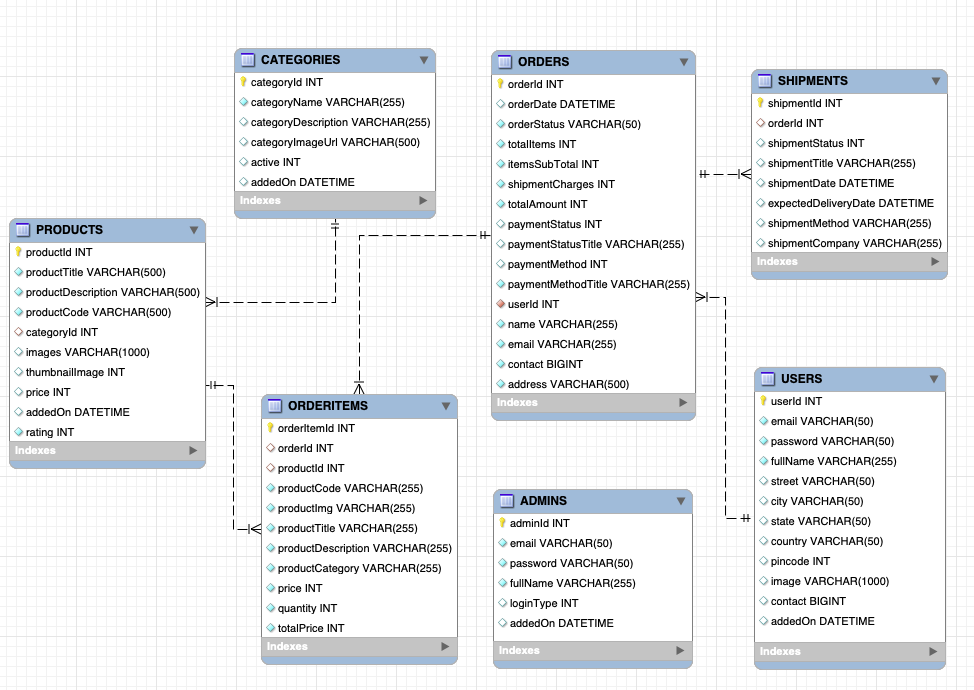 CATEGORIES
categoryId INT
categoryName VARCHAR(255)
categoryDescription VARCHAR(255)
categoryImageUrl VARCHAR(500)
active INT
addedOn DATETIME
Indexes
ORDERS
orderId INT
orderDate DATETIME
orderStatus VARCHAR(50)
totalItems INT
itemsSubTotal INT
shipmentCharges INT
totalAmount INT
paymentStatus INT
paymentStatusTitle VARCHAR(255)
paymentMethod INT
paymentMethodTitle VARCHAR(255)
userId INT
name VARCHAR(255)
email VARCHAR(255)
contact BIGINT
address VARCHAR(500)
Indexes
SHIPMENTS
shipmentId INT
orderId INT
shipmentStatus INT
shipmentTitle VARCHAR(255)
shipmentDate DATETIME
expectedDeliveryDate DATETIME
shipmentMethod VARCHAR(255)
shipmentCompany VARCHAR(255)
Indexes
PRODUCTS
productId INT
productTitle VARCHAR(500)
productDescription VARCHAR(500)
productCode VARCHAR(500)
categoryId INT
images VARCHAR(1000)
thumbnailImage INT
price INT
addedOn DATETIME
rating INT
Indexes
ORDERITEMS
orderItemId INT
orderId INT
productId INT
productCode VARCHAR(255)
productImg VARCHAR(255)
productTitle VARCHAR(255)
productDescription VARCHAR(255)
productCategory VARCHAR(255)
price INT
quantity INT
totalPrice INT
Indexes
ADMINS
adminId INT
email VARCHAR(50)
password VARCHAR(50)
fullName VARCHAR(255)
loginType INT
addedOn DATETIME
Indexes
USERS
userId INT
email VARCHAR(50)
password VARCHAR(50)
fullName VARCHAR(255)
street VARCHAR(50)
city VARCHAR(50)
state VARCHAR(50)
country VARCHAR(50)
pincode INT
image VARCHAR(1000)
contact BIGINT
addedOn DATETIME
Indexes